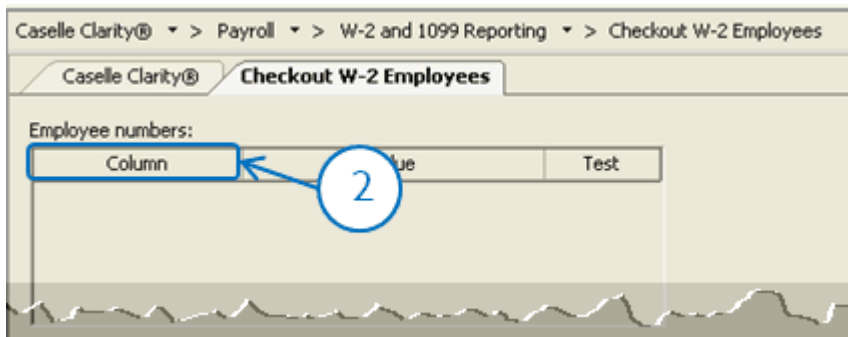 Caselle Clarity® > Payroll > W-2 and 1099 Reporting > Checkout W-2 Employees
Caselle Clarity® Checkout W-2 Employees
Employee numbers:
Column Test
2